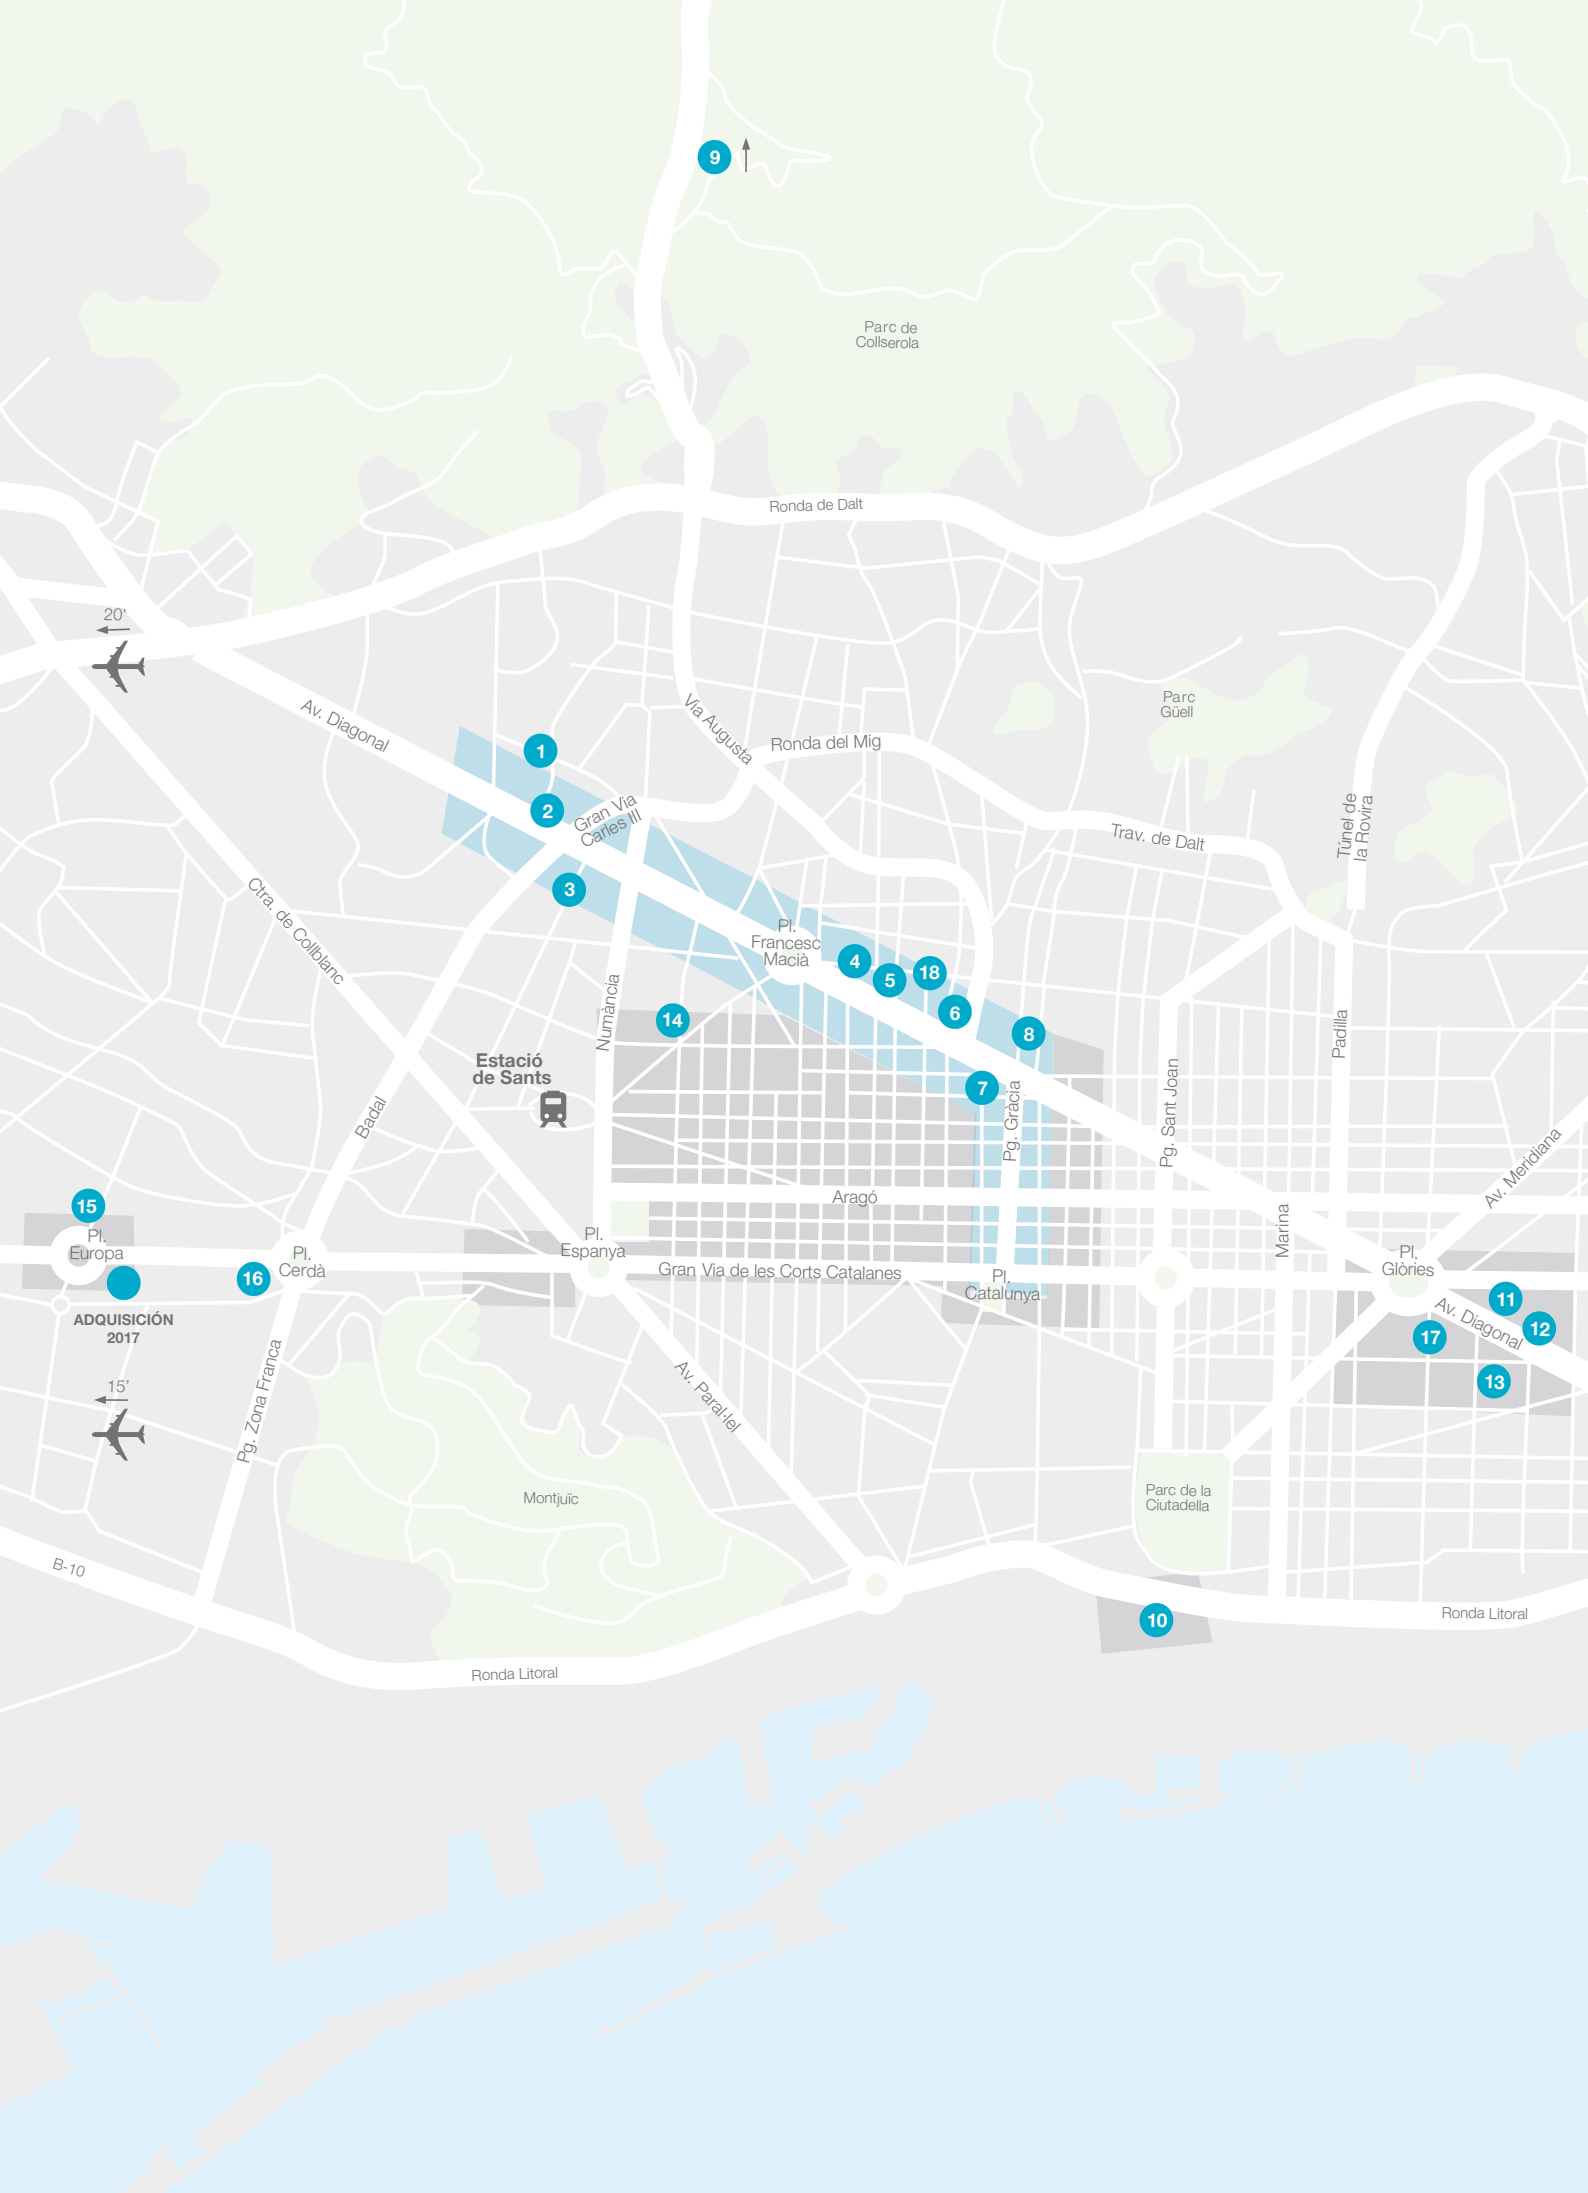 9
Parc de
Collserola
Ronda de Dalt
20’
Av. Diagonal
Via Augusta
Parc
Güell
Ronda del Mig
1
2
Gran Via
Carles III
Túnel de
la Rovira
Trav. de Dalt
3
Ctra. de Collblanc
Pl.
Francesc
Macià
4
5
18
6
8
14
Numància
Padilla
Estació
de Sants
7
Pg. Gràcia
Pg. Sant Joan
Badal
Av. Meridiana
Aragó
15
Pl.
Europa
16
Pl.
Cerdà
Pl.
Espanya
Gran Via de les Corts Catalanes
Pl.
Catalunya
Marina
Pl.
Glòries
ADQUISICIÓN
2017
11
12
Av. Diagonal
17
13
15’
Pg. Zona Franca
Av. Paral·lel
Montjuïc
Parc de la
Ciutadella
B-10
10
Ronda Litoral
Ronda Litoral